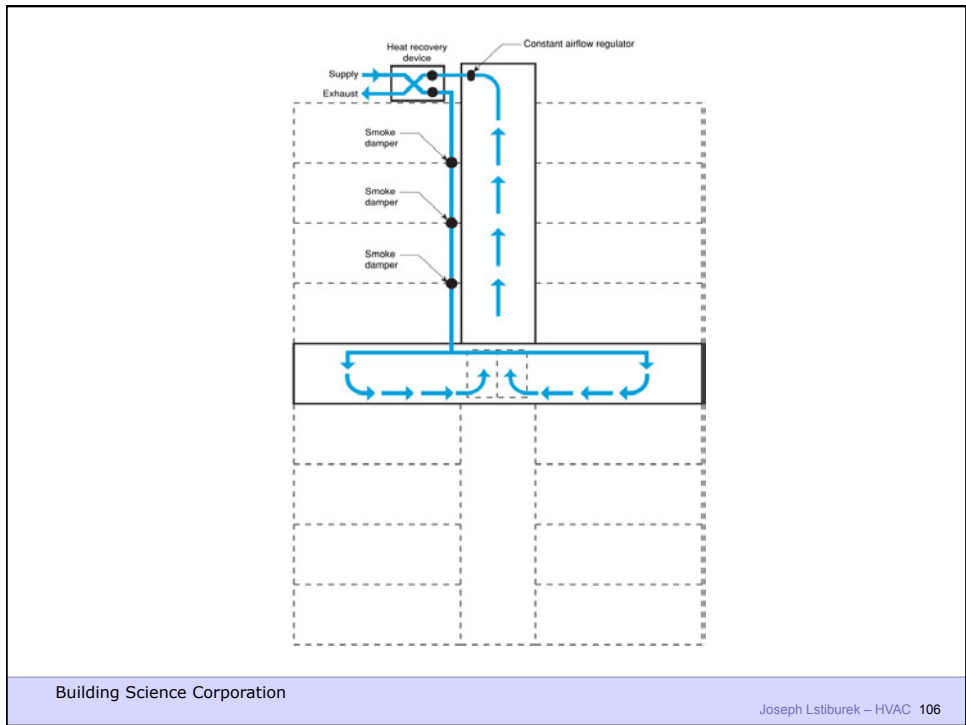 Constant airflow regulator
Heat recovery
device
Supply
Exhaust
Smoke
damper
Smoke
damper
Smoke
damper
Building Science Corporation
Joseph Lstiburek – HVAC 106